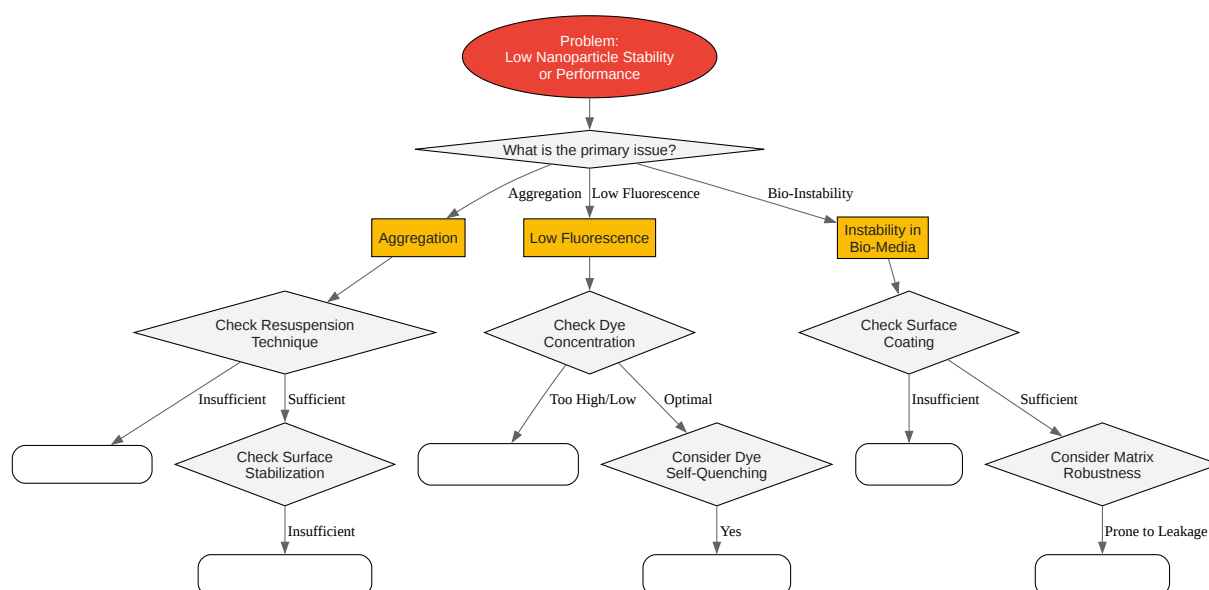 Problem:
Low Nanoparticle Stability
or Performance
What is the primary issue?
Aggregation
Low Fluorescence
Bio-Instability
Aggregation
Low Fluorescence
Instability in
Bio-Media
Check Resuspension
Technique
Check Dye
Concentration
Check Surface
Coating
Insufficient
Sufficient
Too High/Low
Optimal
Insufficient
Sufficient
Check Surface
Stabilization
Consider Dye
Self-Quenching
Consider Matrix
Robustness
Insufficient
Yes
Prone to Leakage